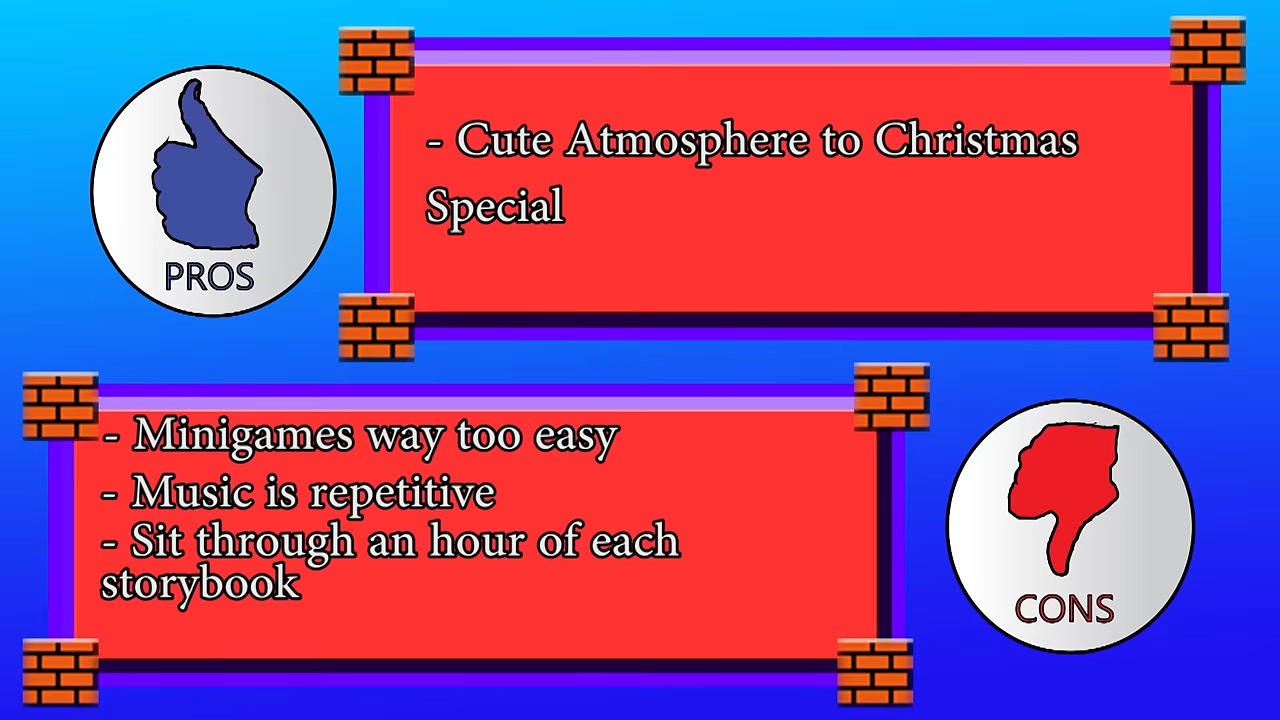 PROS
- Cute Atmosphere to Christmas
Special
- Minigames way too easy
- Music is repetitive
- Sit through an hour of each
storybook
CONS